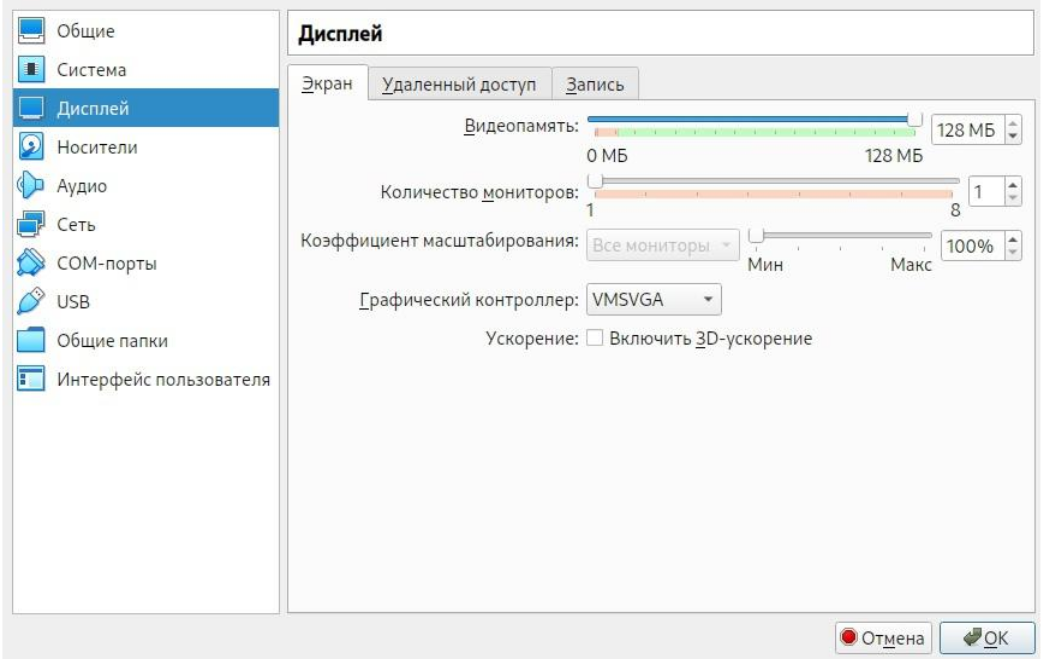 Общие
Система
Дисплей
Носители
Аудио
Сеть
COM-порты
USB
Общие папки
Интерфейс пользователя
Дисплей
Экран Удаленный доступ Запись
Видеопамять: 128 МБ
0 МБ 128 МБ
Количество мониторов: 1
1 8
Коэффициент масштабирования: Все мониторы 100%
Мин Макс
Графический контроллер: VMSVGA
Ускорение: Включить 3D-ускорение
Отмена OK